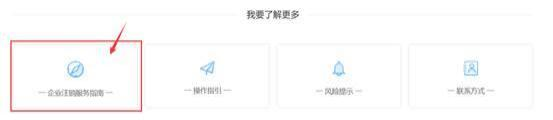 我要了解更多
— 企业注销服务指南 —
— 操作指引 —
— 风险提示 —
— 联系方式 —